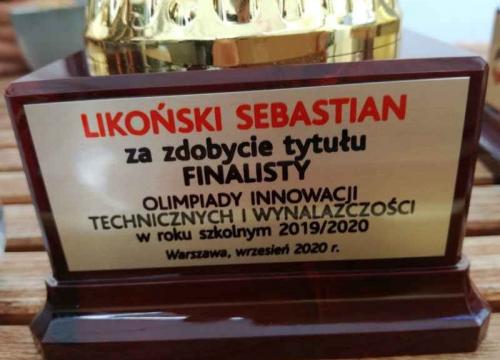 LIKOŃSKI SEBASTIAN
za zdobycie tytułu
FINALISTY
OLIMPIADY INNOWACJI
TECHNICZNYCH I WYNALAZCZOŚCI
w roku szkolnym 2019/2020
Warszawa, wrzesień 2020 r.